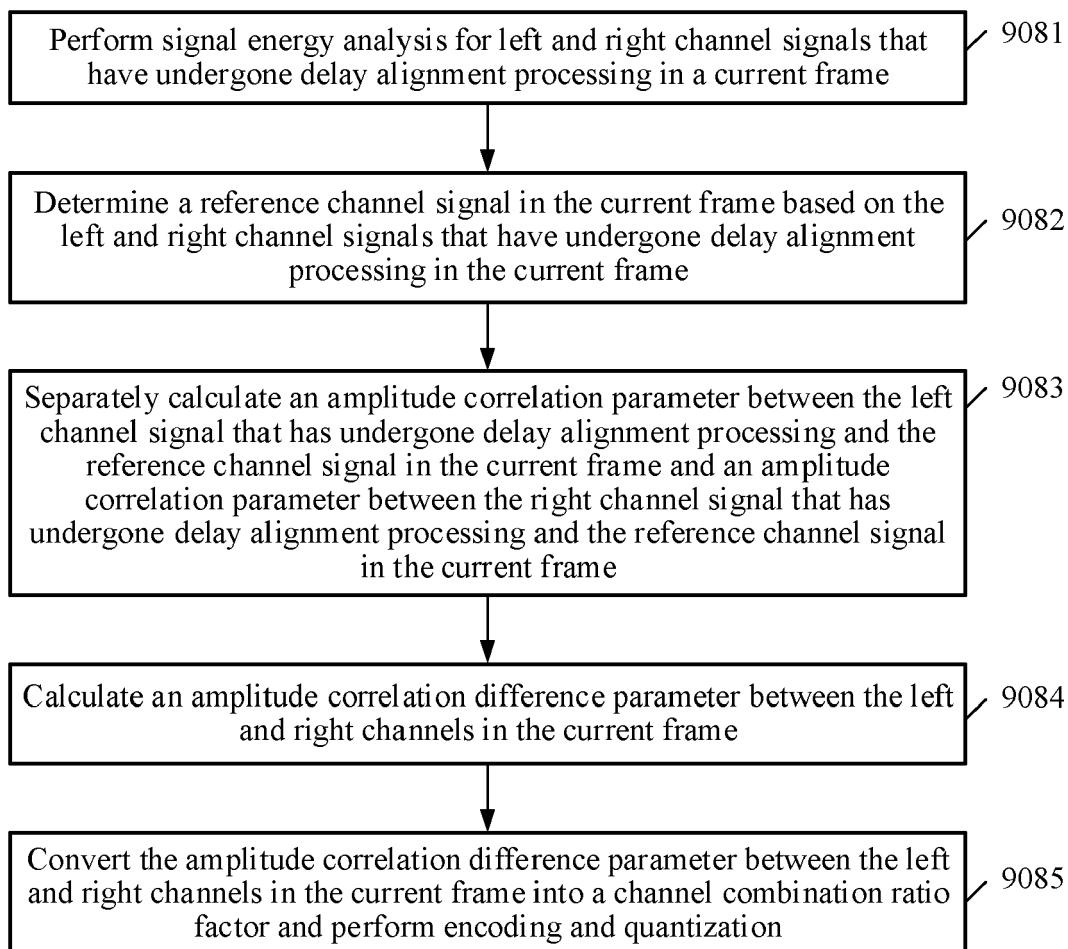 Perform signal energy analysis for left and right channel signals that
have undergone delay alignment processing in a current frame
9081
Determine a reference channel signal in the current frame based on the
left and right channel signals that have undergone delay alignment
processing in the current frame
9082
Separately calculate an amplitude correlation parameter between the left
channel signal that has undergone delay alignment processing and the
reference channel signal in the current frame and an amplitude
correlation parameter between the right channel signal that has
undergone delay alignment processing and the reference channel signal
in the current frame
9083
Calculate an amplitude correlation difference parameter between the left
and right channels in the current frame
9084
Convert the amplitude correlation difference parameter between the left
and right channels in the current frame into a channel combination ratio
factor and perform encoding and quantization
9085